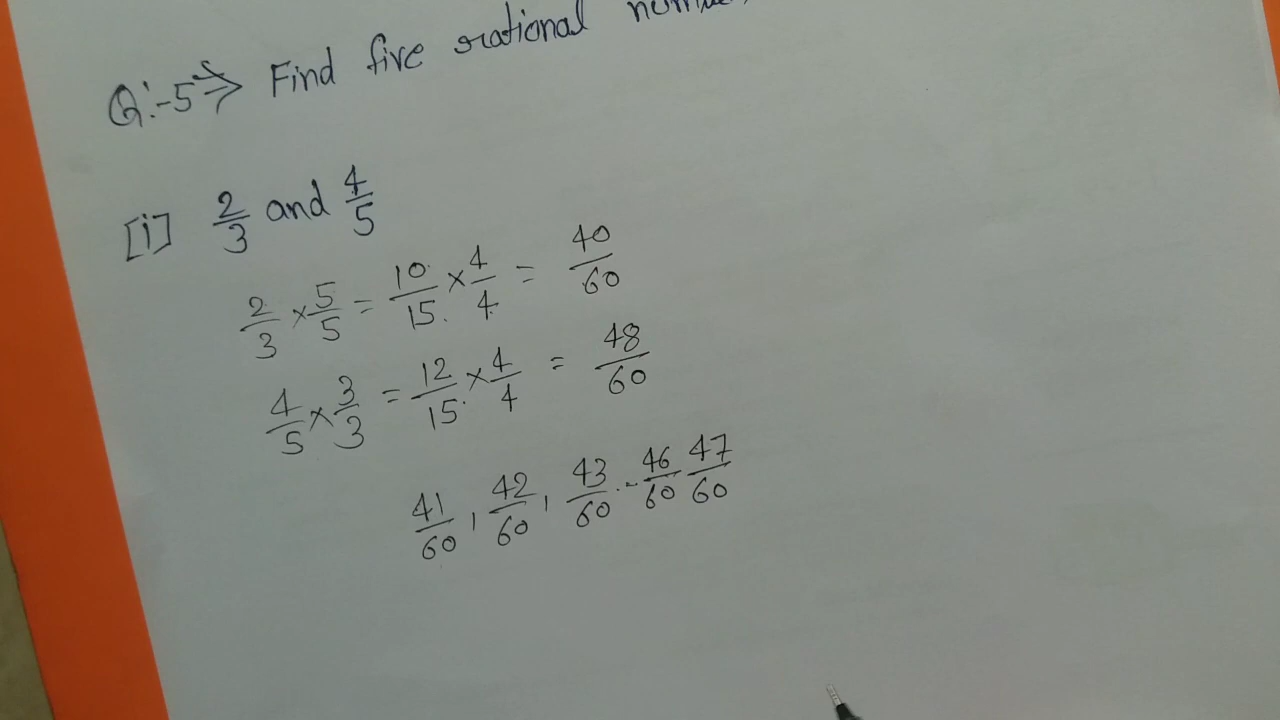 Q:-5⇒ Find five rational
[i] 2/3 and 4/5
2/3 × 5/5 = 10/15 × 4/4 = 40/60
4/5 × 3/3 = 12/15 × 4/4 = 48/60
41/60, 42/60, 43/60 .- 46/60 47/60